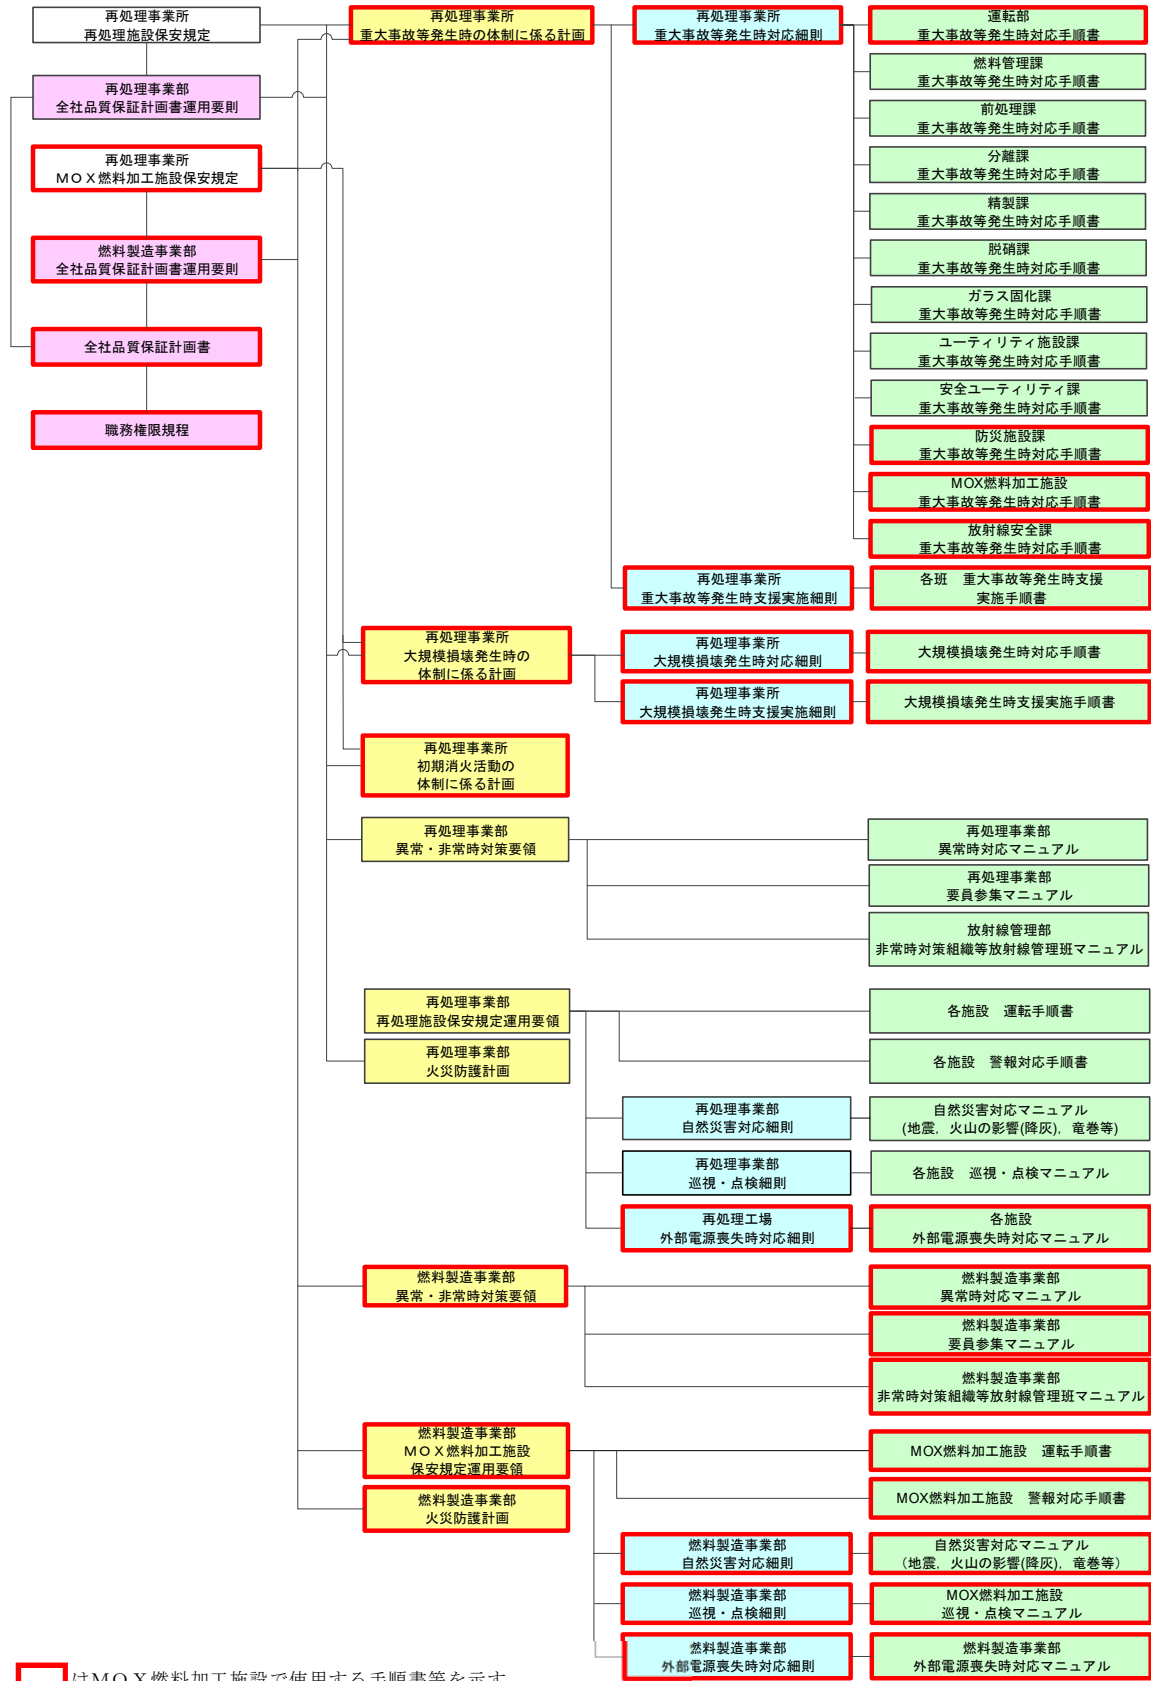 再処理事業所
再処理施設保安規定
再処理事業部
全社品質保証計画書運用要則
再処理事業所
MOX燃料加工施設保安規定
燃料製造事業部
全社品質保証計画書運用要則
全社品質保証計画書
職務権限規程
再処理事業所
重大事故等発生時の体制に係る計画
再処理事業所
重大事故等発生時対応細則
運転部
重大事故等発生時対応手順書
燃料管理課
重大事故等発生時対応手順書
前処理課
重大事故等発生時対応手順書
分離課
重大事故等発生時対応手順書
精製課
重大事故等発生時対応手順書
脱硝課
重大事故等発生時対応手順書
ガラス固化課
重大事故等発生時対応手順書
ユーティリティ施設課
重大事故等発生時対応手順書
安全ユーティリティ課
重大事故等発生時対応手順書
防災施設課
重大事故等発生時対応手順書
MOX燃料加工施設
重大事故等発生時対応手順書
放射線安全課
重大事故等発生時対応手順書
再処理事業所
重大事故等発生時支援実施細則
各班 重大事故等発生時支援
実施手順書
再処理事業所
大規模損壊発生時の
体制に係る計画
再処理事業所
大規模損壊発生時対応細則
大規模損壊発生時対応手順書
再処理事業所
大規模損壊発生時支援実施細則
大規模損壊発生時支援実施手順書
再処理事業所
初期消火活動の
体制に係る計画
再処理事業部
異常・非常時対策要領
再処理事業部
異常時対応マニュアル
再処理事業部
要員参集マニュアル
放射線管理部
非常時対策組織等放射線管理班マニュアル
再処理事業部
再処理施設保安規定運用要領
各施設 運転手順書
再処理事業部
火災防護計画
各施設 警報対応手順書
再処理事業部
自然災害対応細則
自然災害対応マニュアル
(地震，火山の影響(降灰)，竜巻等)
再処理事業部
巡視・点検細則
各施設 巡視・点検マニュアル
再処理工場
外部電源喪失時対応細則
各施設
外部電源喪失時対応マニュアル
燃料製造事業部
異常・非常時対策要領
燃料製造事業部
異常時対応マニュアル
燃料製造事業部
要員参集マニュアル
燃料製造事業部
非常時対策組織等放射線管理班マニュアル
燃料製造事業部
MOX燃料加工施設
保安規定運用要領
MOX燃料加工施設 運転手順書
燃料製造事業部
火災防護計画
MOX燃料加工施設 警報対応手順書
燃料製造事業部
自然災害対応細則
自然災害対応マニュアル
（地震，火山の影響(降灰)，竜巻等）
燃料製造事業部
巡視・点検細則
MOX燃料加工施設
巡視・点検マニュアル
燃料製造事業部
外部電源喪失時対応細則
燃料製造事業部
外部電源喪失時対応マニュアル
はMOX燃料加工施設で使用する手順書等を示す